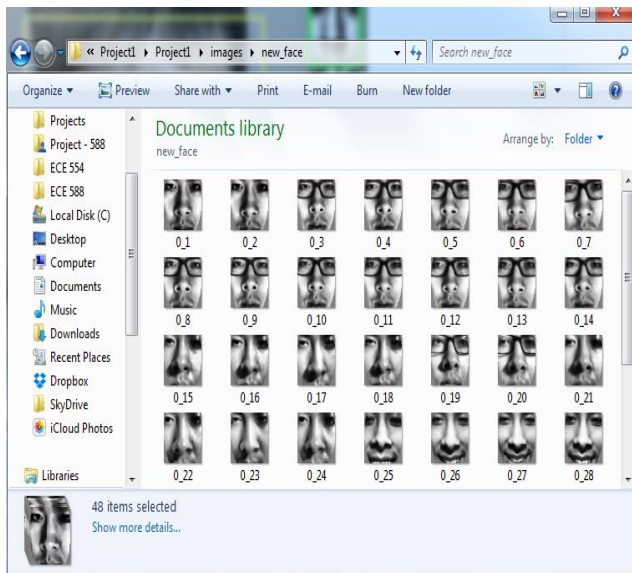 « Project1 ▸ Project1 ▸ images ▸ new_face
Search new_face
Organize ▾ Preview Share with ▾ Print E-mail Burn New folder
Projects
Project - 588
ECE 554
ECE 588
Local Disk (C)
Desktop
Computer
Documents
Music
Downloads
Recent Places
Dropbox
SkyDrive
iCloud Photos
Libraries
Documents library
new_face
Arrange by: Folder ▾
0_1 0_2 0_3 0_4 0_5 0_6 0_7
0_8 0_9 0_10 0_11 0_12 0_13 0_14
0_15 0_16 0_17 0_18 0_19 0_20 0_21
0_22 0_23 0_24 0_25 0_26 0_27 0_28
48 items selected
Show more details...